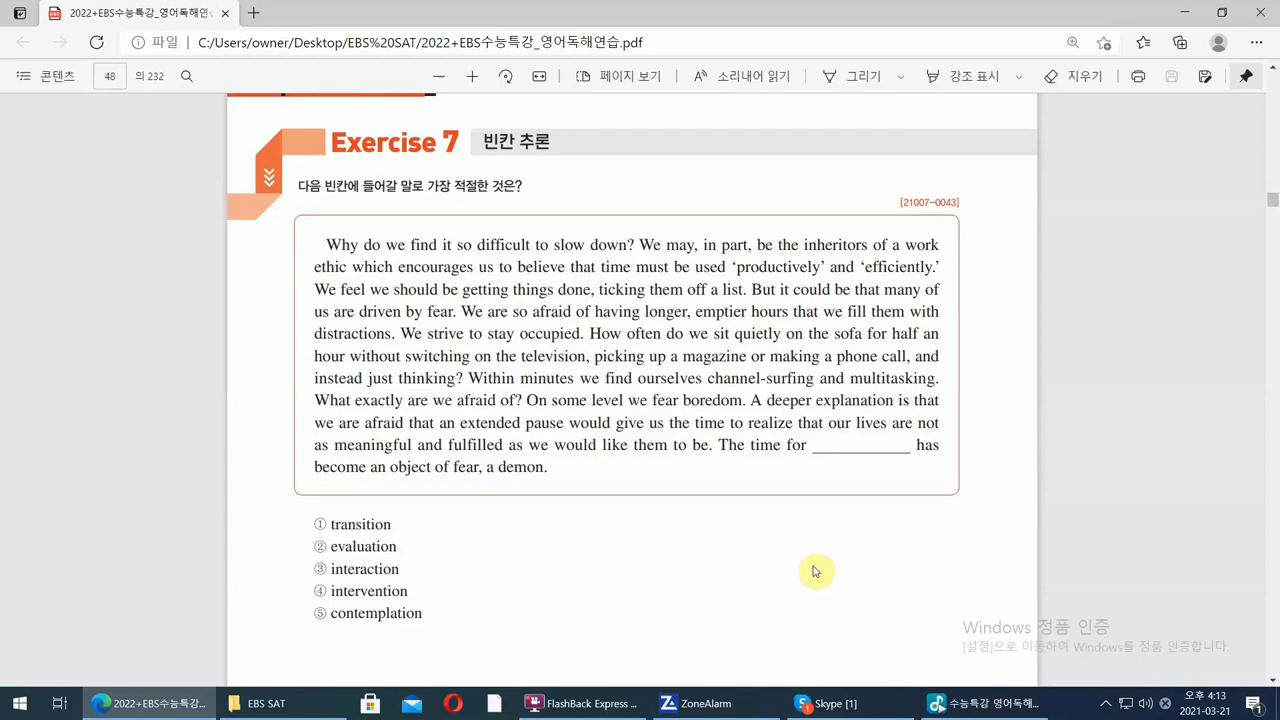 2022+EBS수능특강_영어독해연습
파일
C:/Users/owner/Desktop/EBS%20SAT/2022+EBS수능특강_영어독해연습.pdf
콘텐츠
48
의 232
페이지 보기
소리내어 읽기
그리기
강조 표시
지우기
Exercise 7
빈칸 추론
다음 빈칸에 들어갈 말로 가장 적절한 것은?
[21007-0043]
Why do we find it so difficult to slow down? We may, in part, be the inheritors of a work
ethic which encourages us to believe that time must be used ‘productively’ and ‘efficiently.’
We feel we should be getting things done, ticking them off a list. But it could be that many of
us are driven by fear. We are so afraid of having longer, emptier hours that we fill them with
distractions. We strive to stay occupied. How often do we sit quietly on the sofa for half an
hour without switching on the television, picking up a magazine or making a phone call, and
instead just thinking? Within minutes we find ourselves channel-surfing and multitasking.
What exactly are we afraid of? On some level we fear boredom. A deeper explanation is that
we are afraid that an extended pause would give us the time to realize that our lives are not
as meaningful and fulfilled as we would like them to be. The time for ____________ has
become an object of fear, a demon.
① transition
② evaluation
③ interaction
④ intervention
⑤ contemplation
Windows 정품 인증
[설정]으로 이동하여 Windows를 정품 인증합니다.
2022+EBS수능특강_...
EBS SAT
FlashBack Express ...
ZoneAlarm
Skype [1]
수능특강 영어독해...
오후 4:13
2021-03-21